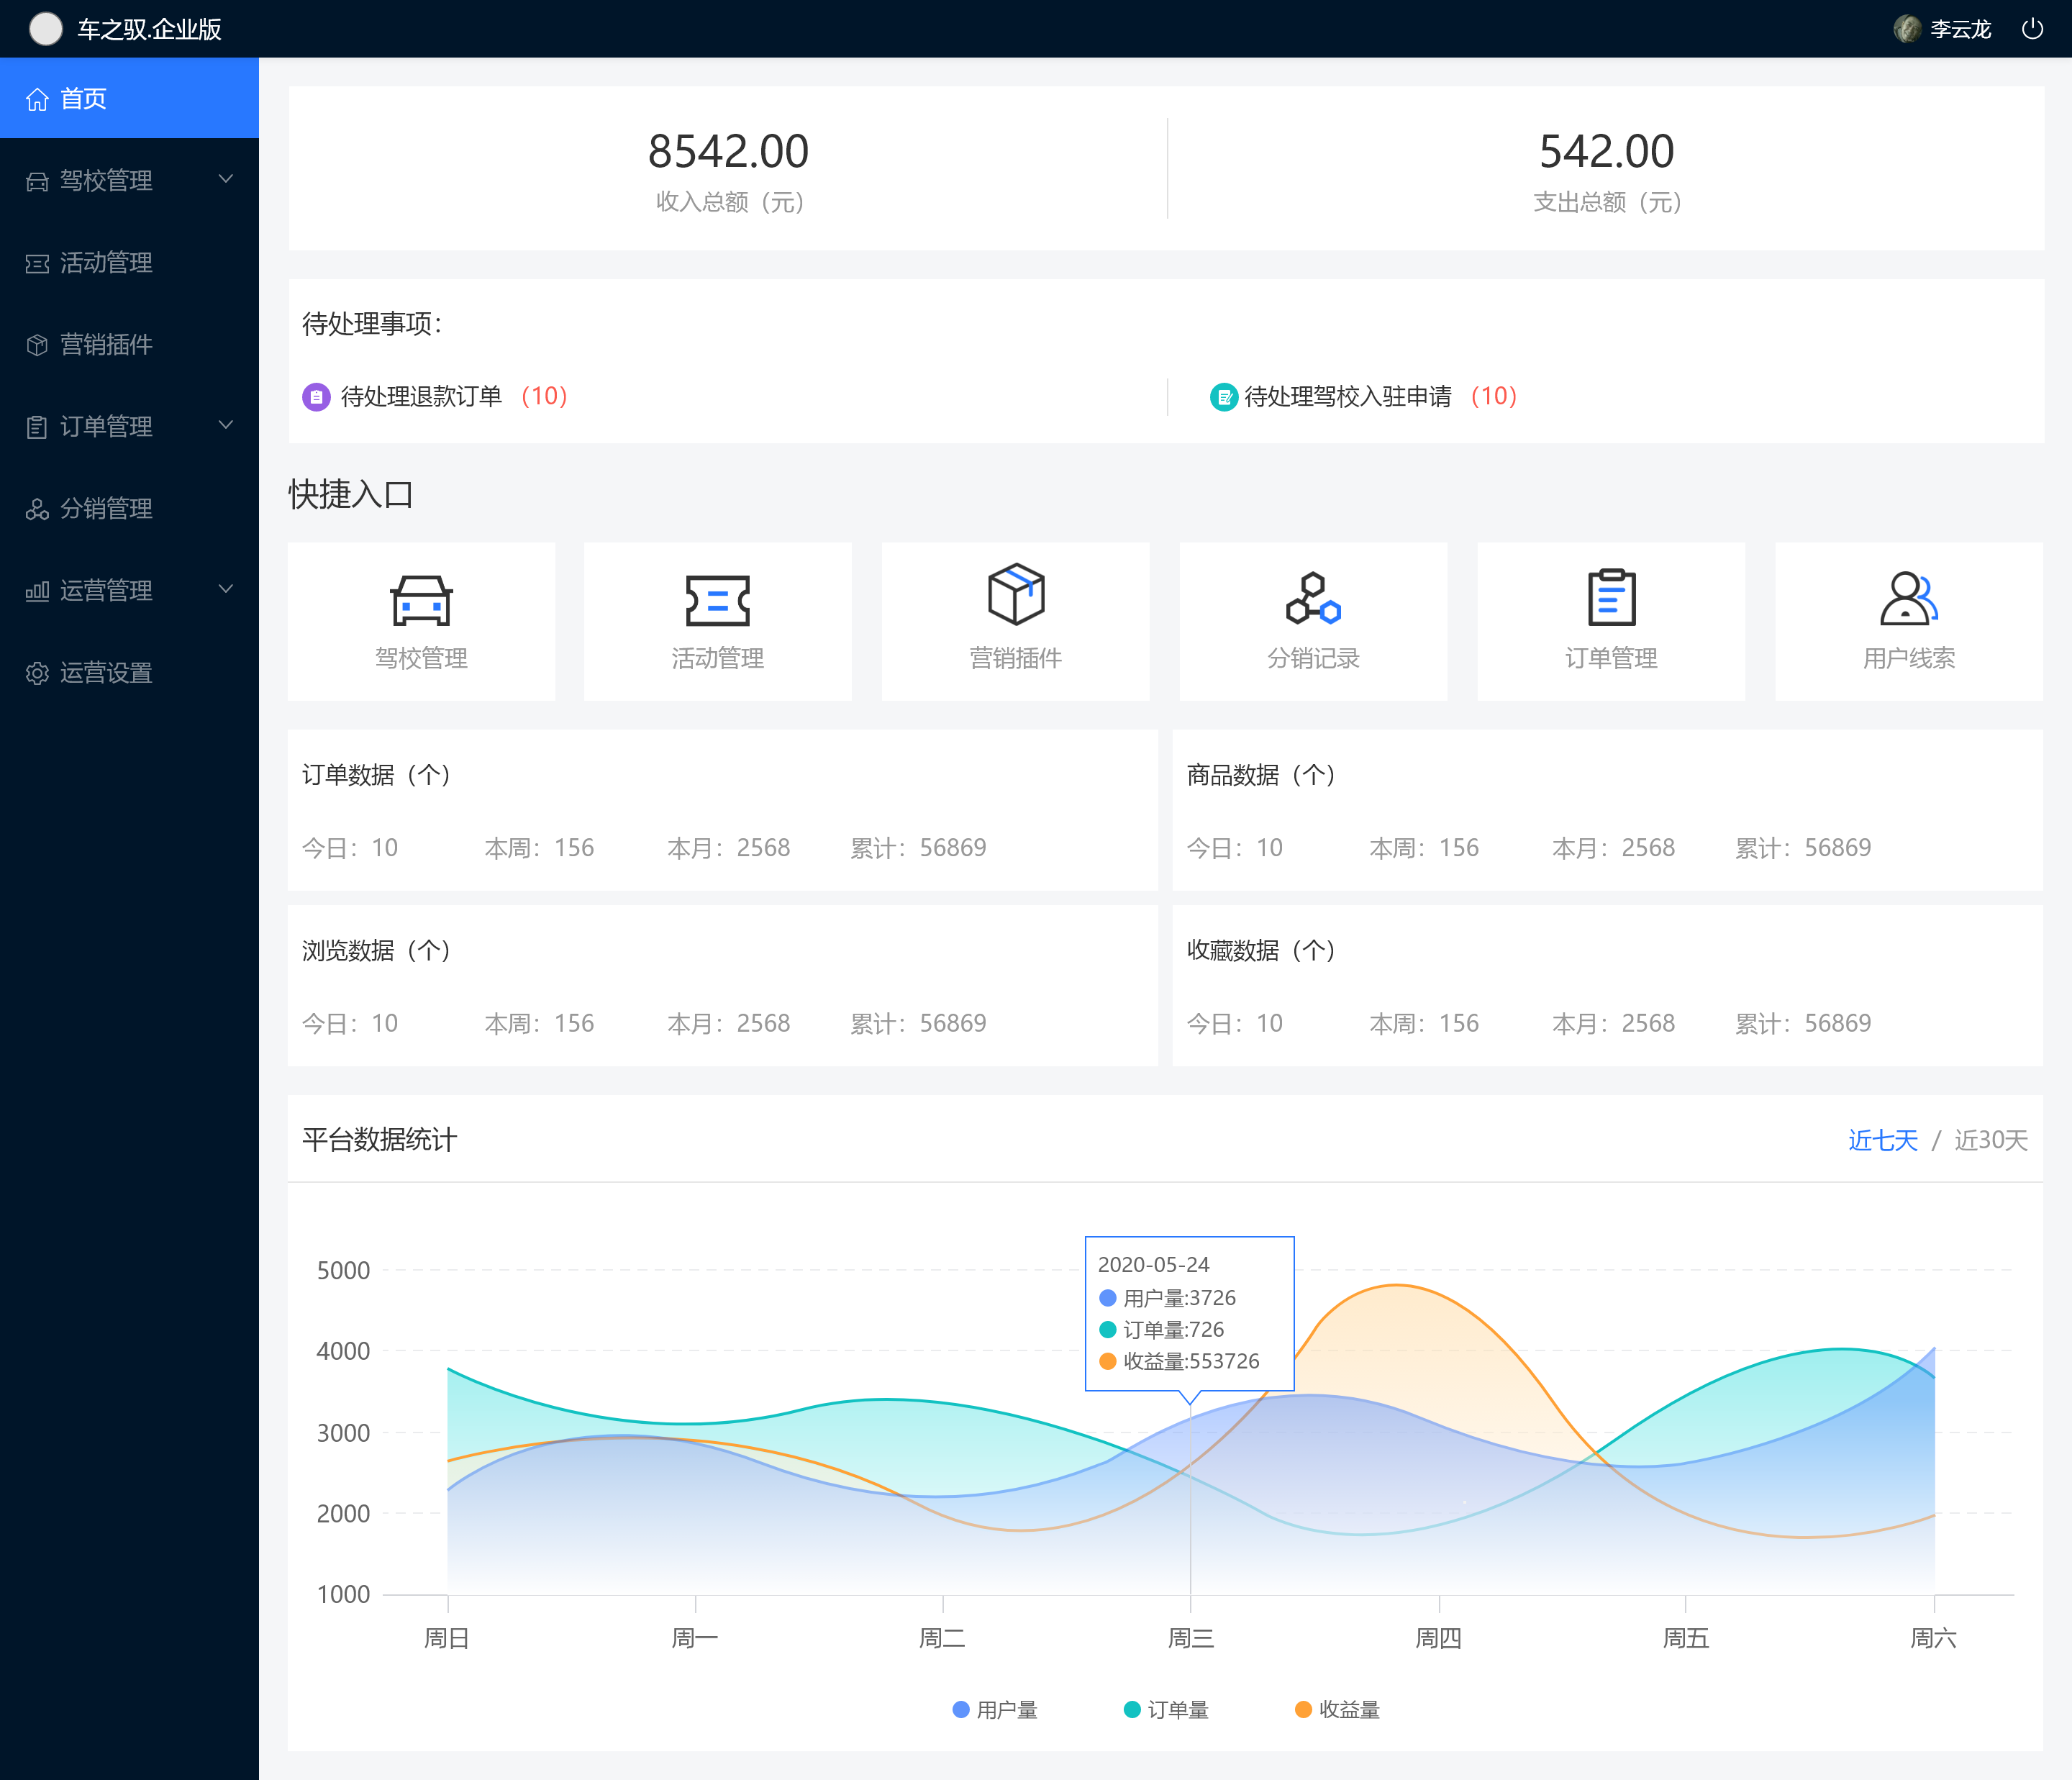 车之驭.企业版
李云龙
首页
驾校管理
活动管理
营销插件
订单管理
分销管理
运营管理
运营设置
8542.00
收入总额（元）
542.00
支出总额（元）
待处理事项：
待处理退款订单 （10）
待处理驾校入驻申请 （10）
快捷入口
驾校管理
活动管理
营销插件
分销记录
订单管理
用户线索
订单数据（个）
今日：10 本周：156 本月：2568 累计：56869
商品数据（个）
今日：10 本周：156 本月：2568 累计：56869
浏览数据（个）
今日：10 本周：156 本月：2568 累计：56869
收藏数据（个）
今日：10 本周：156 本月：2568 累计：56869
平台数据统计
近七天 / 近30天
5000
4000
3000
2000
1000
2020-05-24
用户量:3726
订单量:726
收益量:553726
周日 周一 周二 周三 周四 周五 周六
用户量 订单量 收益量